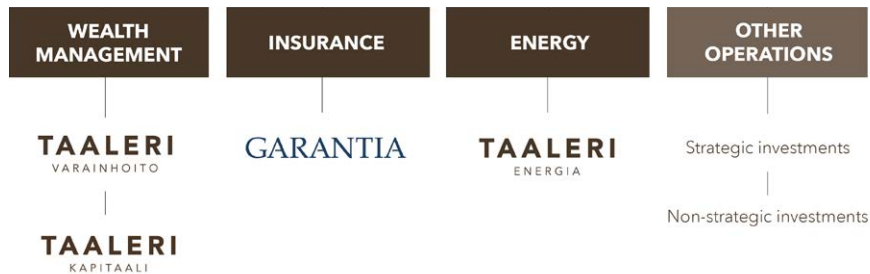 WEALTH
MANAGEMENT
TAALERI
VARAINHOITO
TAALERI
KAPITAALI
INSURANCE
GARANTIA
ENERGY
TAALERI
ENERGIA
OTHER
OPERATIONS
Strategic investments
Non-strategic investments